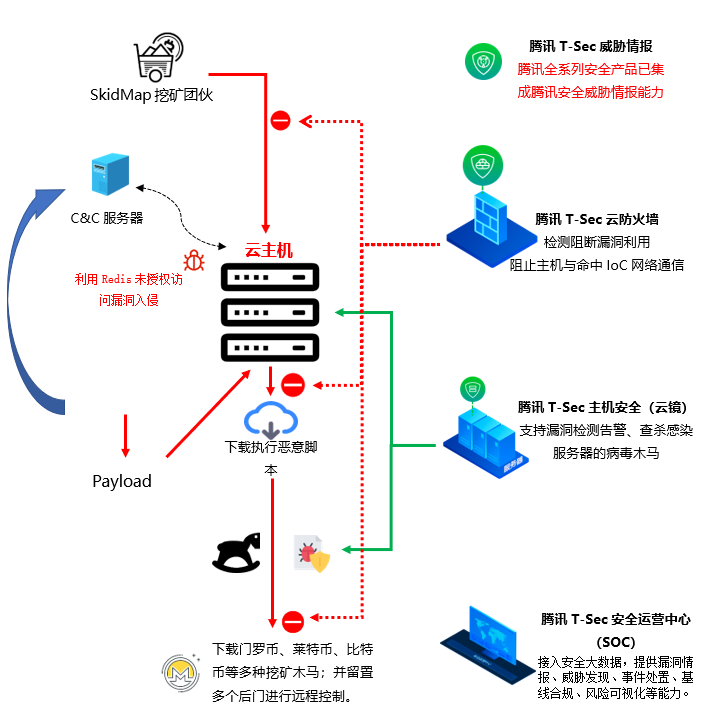 SkidMap 挖矿团伙
C&C 服务器
云主机
利用 Redis 未授权访
问漏洞入侵
下载执行恶意脚
本
Payload
下载门罗币、莱特币、比特
币等多种挖矿木马；并留置
多个后门进行远程控制。
腾讯 T-Sec 威胁情报
腾讯全系列安全产品已集
成腾讯安全威胁情报能力
腾讯 T-Sec 云防火墙
检测阻断漏洞利用
阻止主机与命中 IoC 网络通信
腾讯 T-Sec 主机安全（云镜）
支持漏洞检测告警、查杀感染
服务器的病毒木马
服务器
腾讯 T-Sec 安全运营中心
（SOC）
接入安全大数据，提供漏洞情
报、威胁发现、事件处置、基
线合规、风险可视化等能力。